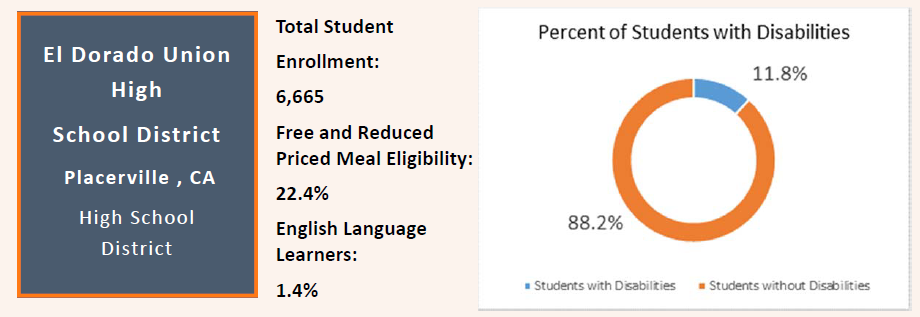 El Dorado Union
High
School District
Placerville , CA
High School
District
Total Student
Enrollment:
6,665
Free and Reduced
Priced Meal Eligibility:
22.4%
English Language
Learners:
1.4%
Percent of Students with Disabilities
11.8%
88.2%
Students with Disabilities Students without Disabilities